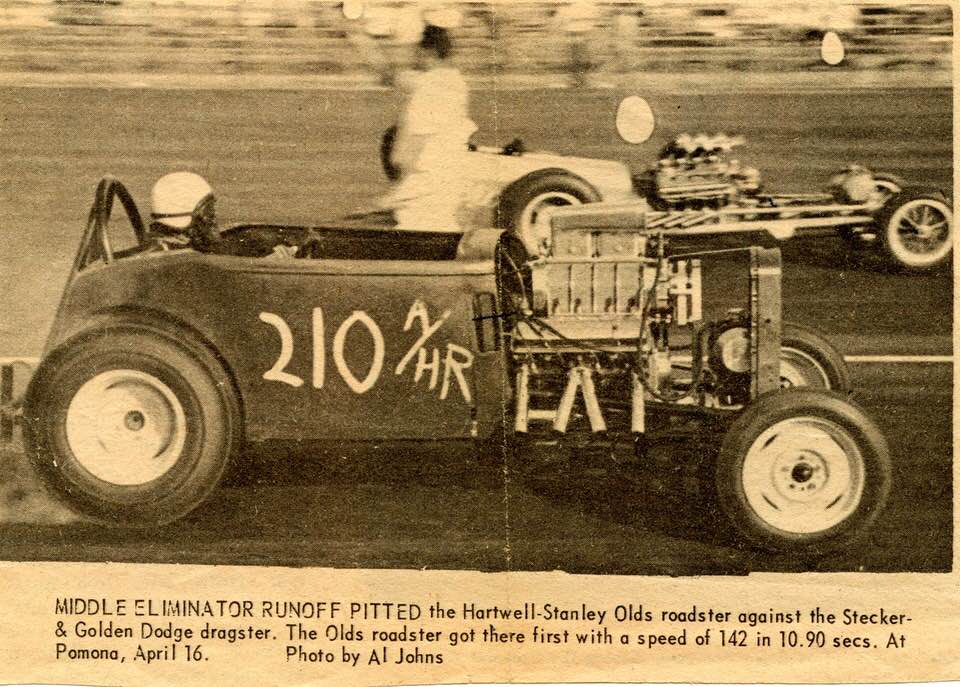 210 A/HR
MIDDLE ELIMINATOR RUNOFF PITTED the Hartwell-Stanley Olds roadster against the Stecker-
& Golden Dodge dragster. The Olds roadster got there first with a speed of 142 in 10.90 secs. At
Pomona, April 16. Photo by Al Johns